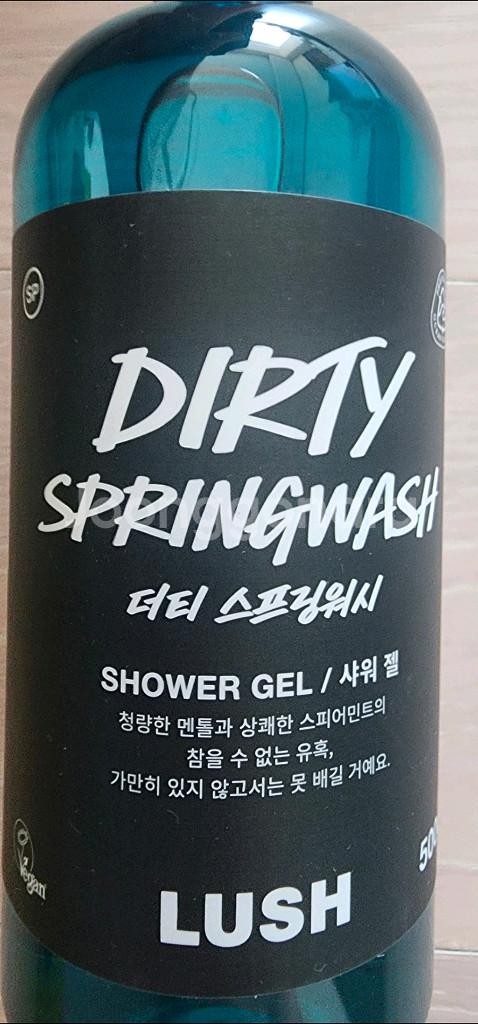 SP
DIRTY
SPRINGWASH
더티 스프링워시
SHOWER GEL / 샤워 젤
청량한 멘톨과 상쾌한 스피어민트의
참을 수 없는 유혹,
가만히 있지 않고서는 못 배길 거예요.
Vegan
LUSH